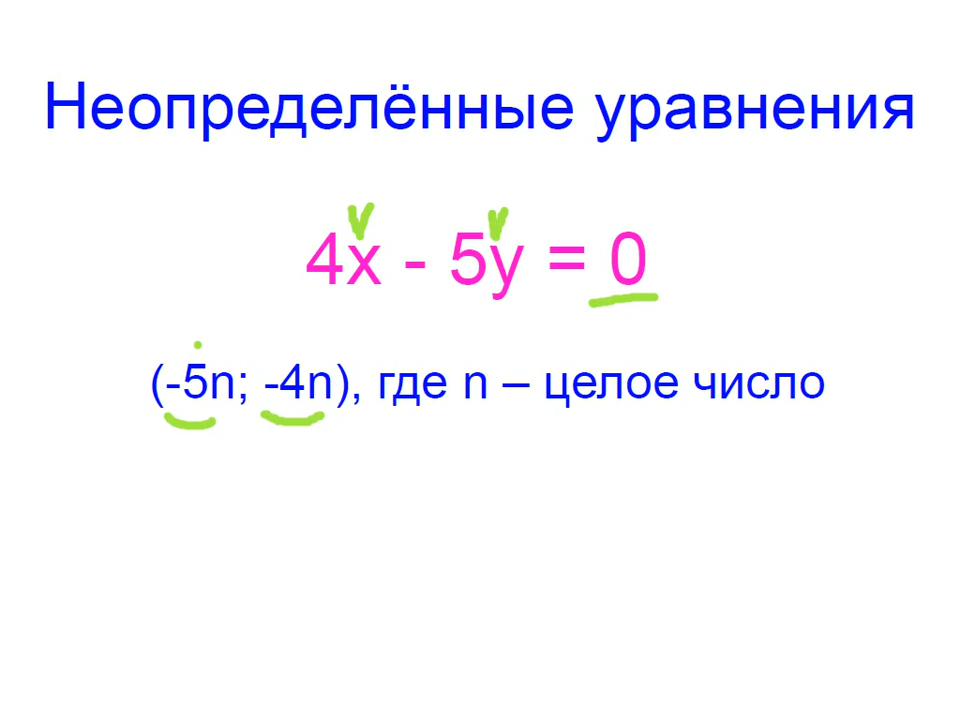 Неопределённые уравнения
4x - 5y = 0
(-5n; -4n), где n – целое число